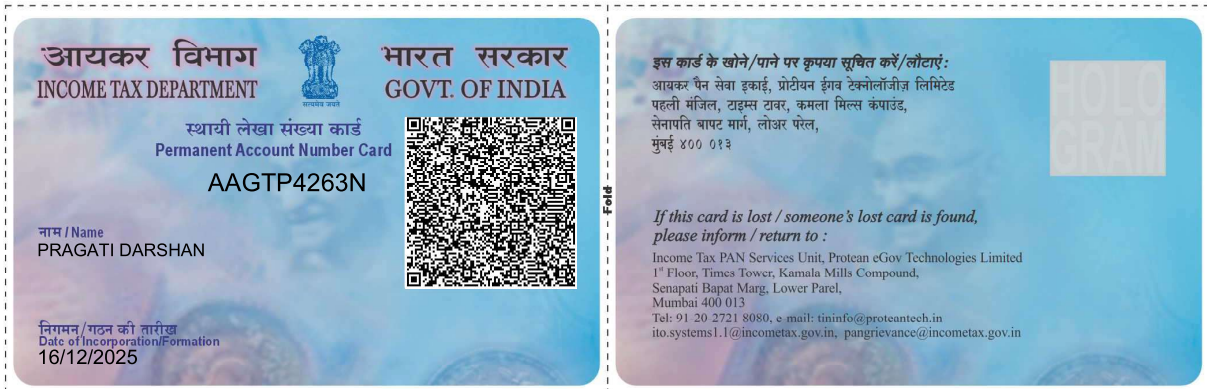 आयकर विभाग
INCOME TAX DEPARTMENT
सत्यमेव जयते
भारत सरकार
GOVT. OF INDIA
स्थायी लेखा संख्या कार्ड
Permanent Account Number Card
AAGTP4263N
नाम / Name
PRAGATI DARSHAN
निगमन/गठन की तारीख
Date of Incorporation/Formation
16/12/2025
Fold
इस कार्ड के खोने/पाने पर कृपया सूचित करें/लौटाएं :
आयकर पैन सेवा इकाई, प्रोटीयन ईगव टेक्नोलॉजीज़ लिमिटेड
पहली मंजिल, टाइम्स टावर, कमला मिल्स कंपाउंड,
सेनापति बापट मार्ग, लोअर परेल,
मुंबई ४०० ०१३
HOLO
GRAM
If this card is lost / someone's lost card is found,
please inform / return to :
Income Tax PAN Services Unit, Protean eGov Technologies Limited
1st Floor, Times Tower, Kamala Mills Compound,
Senapati Bapat Marg, Lower Parel,
Mumbai 400 013
Tel: 91-20-2721 8080, e-mail: tininfo@proteantech.in
ito.systems1.1@incometax.gov.in, pangrievance@incometax.gov.in